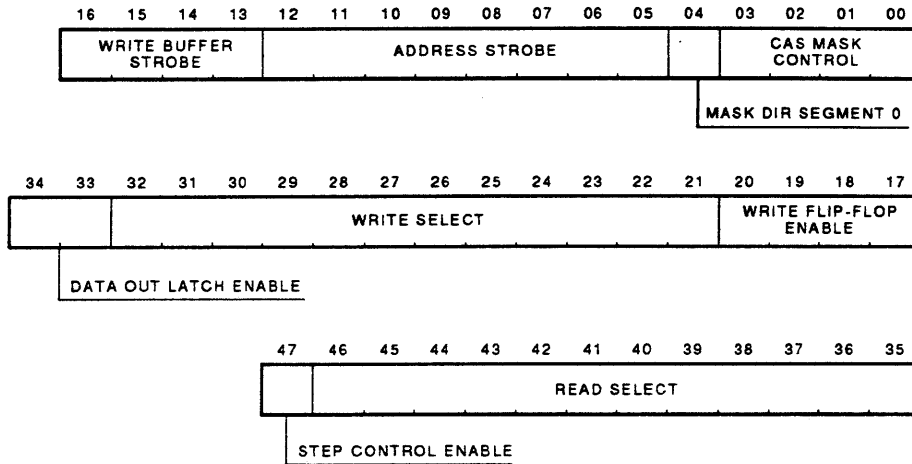 16 15 14 13 12 11 10 09 08 07 06 05 04 03 02 01 00
WRITE BUFFER STROBE
ADDRESS STROBE
CAS MASK CONTROL
MASK DIR SEGMENT 0
34 33 32 31 30 29 28 27 26 25 24 23 22 21 20 19 18 17
WRITE SELECT
WRITE FLIP-FLOP ENABLE
DATA OUT LATCH ENABLE
47 46 45 44 43 42 41 40 39 38 37 36 35
READ SELECT
STEP CONTROL ENABLE